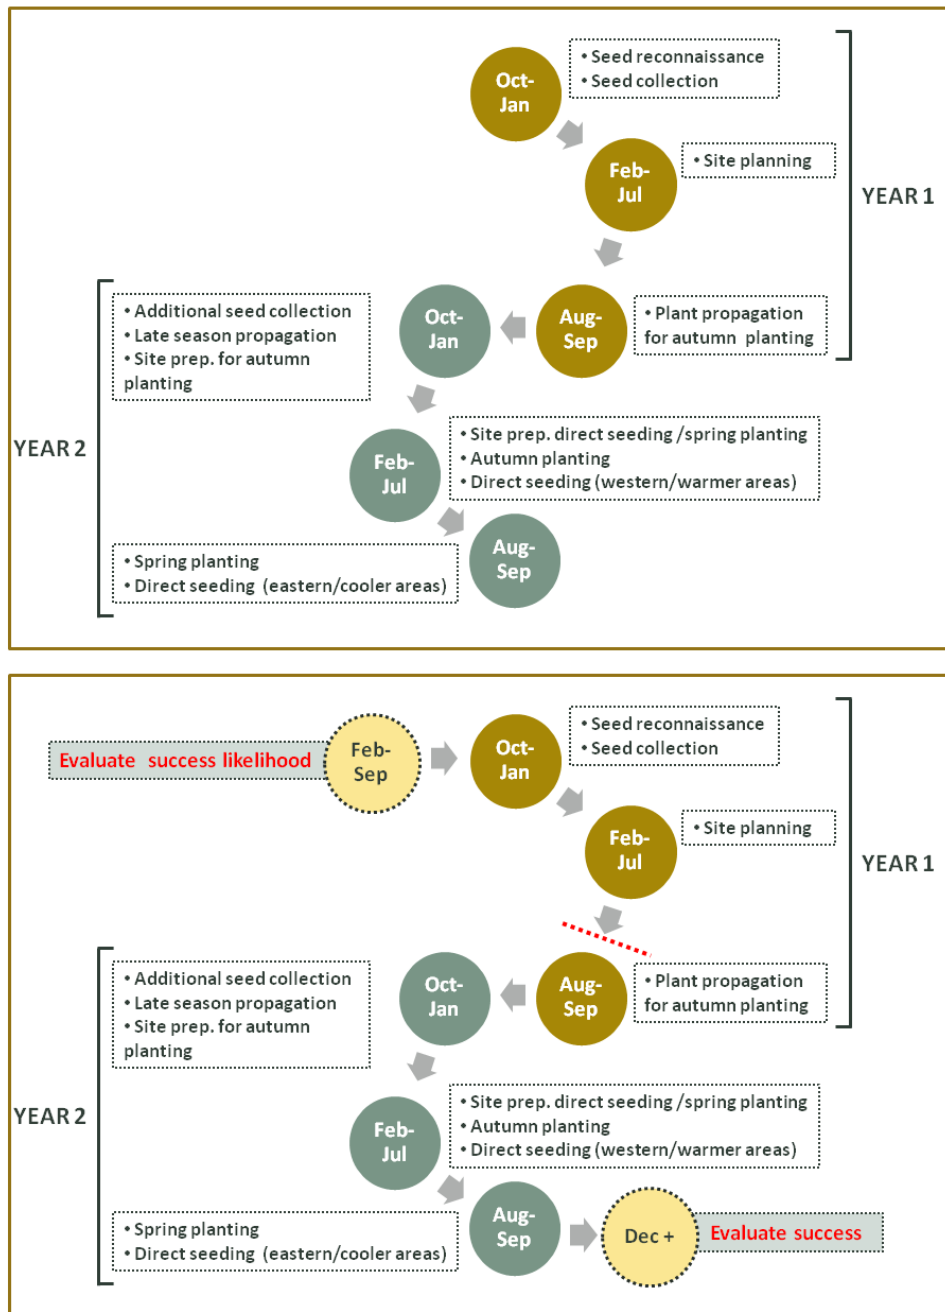 Oct-
Jan
• Seed reconnaissance
• Seed collection
Feb-
Jul
• Site planning
YEAR 1
Aug-
Sep
• Plant propagation
for autumn planting
Oct-
Jan
• Additional seed collection
• Late season propagation
• Site prep. for autumn
planting
YEAR 2
Feb-
Jul
• Site prep. direct seeding /spring planting
• Autumn planting
• Direct seeding (western/warmer areas)
Aug-
Sep
• Spring planting
• Direct seeding (eastern/cooler areas)
Evaluate success likelihood
Feb-
Sep
Oct-
Jan
• Seed reconnaissance
• Seed collection
Feb-
Jul
• Site planning
YEAR 1
Aug-
Sep
• Plant propagation
for autumn planting
Oct-
Jan
• Additional seed collection
• Late season propagation
• Site prep. for autumn
planting
YEAR 2
Feb-
Jul
• Site prep. direct seeding /spring planting
• Autumn planting
• Direct seeding (western/warmer areas)
Aug-
Sep
• Spring planting
• Direct seeding (eastern/cooler areas)
Dec +
Evaluate success